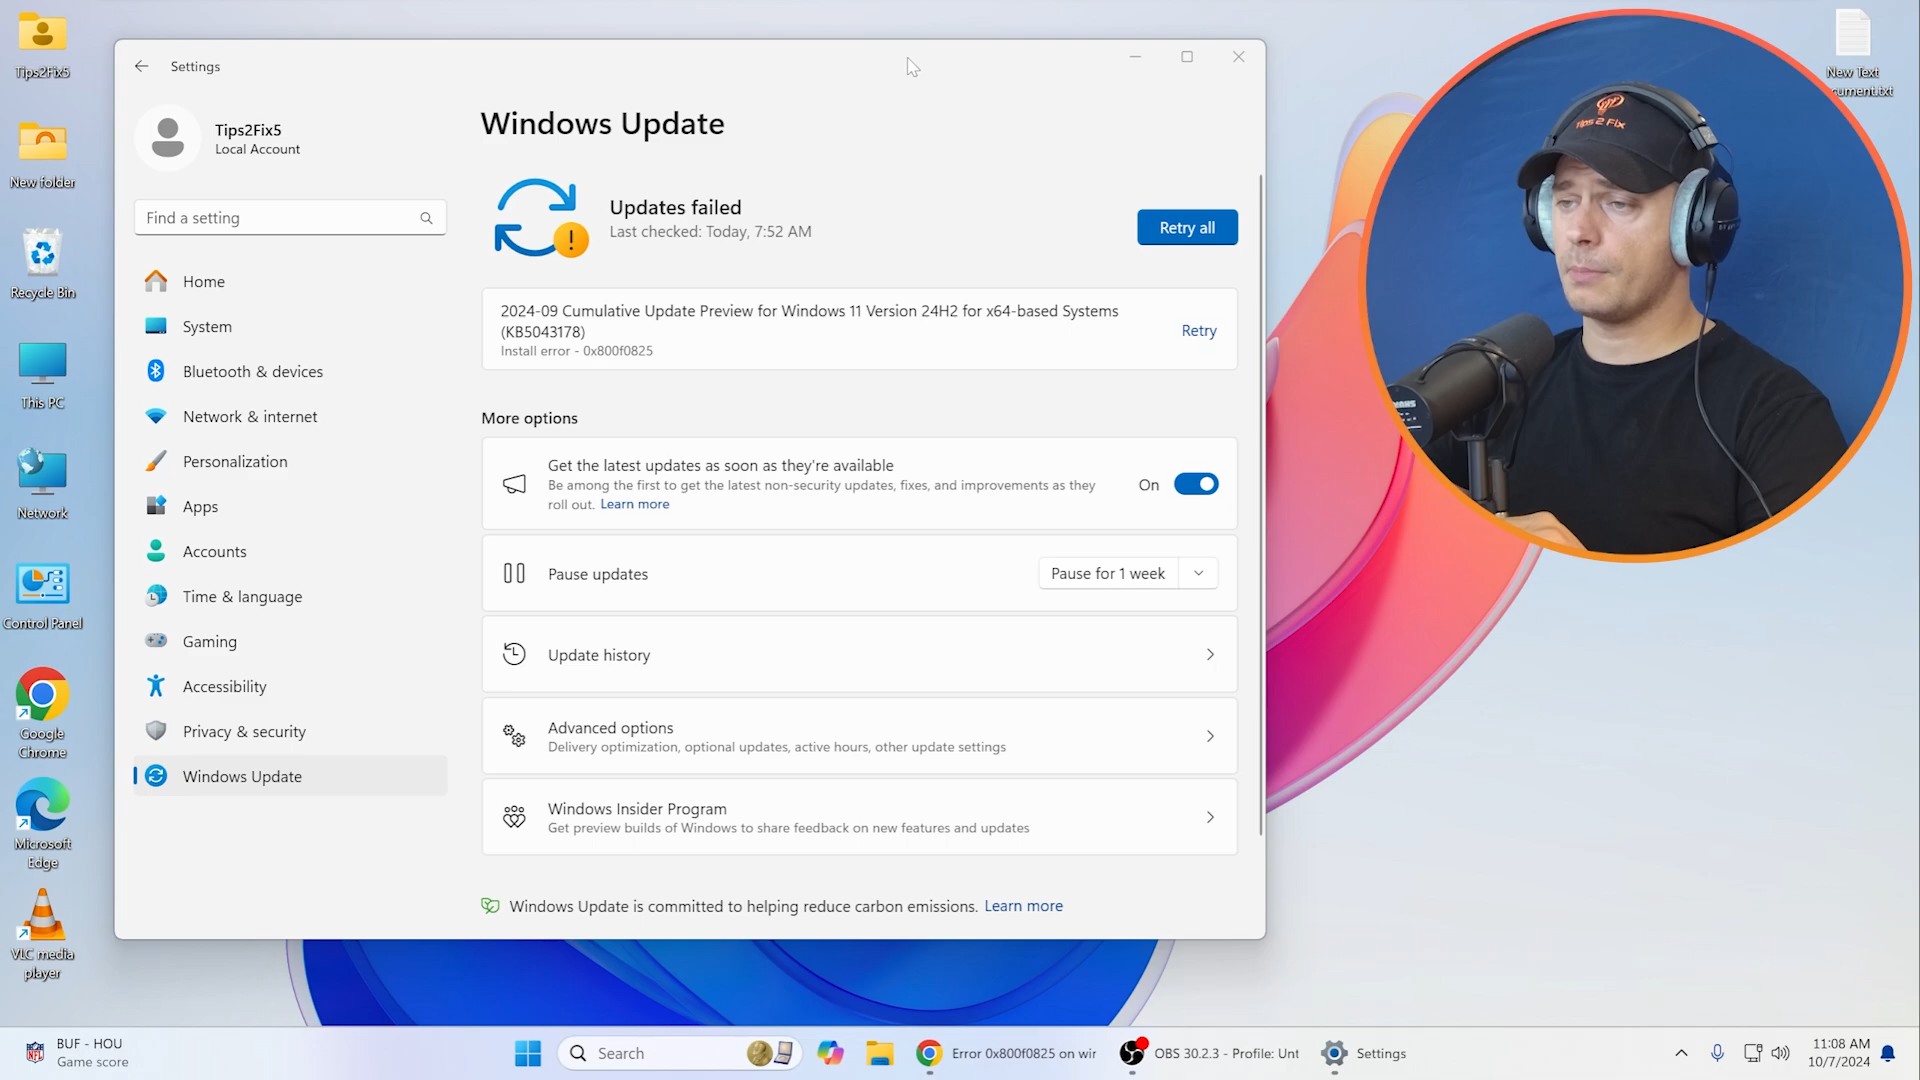 Tips2Fix5
New folder
Recycle Bin
This PC
Network
Control Panel
Google
Chrome
Microsoft
Edge
VLC media
player
Settings
Tips2Fix5
Local Account
Find a setting
Home
System
Bluetooth & devices
Network & internet
Personalization
Apps
Accounts
Time & language
Gaming
Accessibility
Privacy & security
Windows Update
Windows Update
Updates failed
Last checked: Today, 7:52 AM
Retry all
2024-09 Cumulative Update Preview for Windows 11 Version 24H2 for x64-based Systems
(KB5043178)
Install error - 0x800f0825
Retry
More options
Get the latest updates as soon as they're available
Be among the first to get the latest non-security updates, fixes, and improvements as they
roll out. Learn more
On
Pause updates
Pause for 1 week
Update history
Advanced options
Delivery optimization, optional updates, active hours, other update settings
Windows Insider Program
Get preview builds of Windows to share feedback on new features and updates
Windows Update is committed to helping reduce carbon emissions. Learn more
New Text
cument.txt
Tips 2 Fix
NFL
BUF - HOU
Game score
Search
Error 0x800f0825 on wir
OBS 30.2.3 - Profile: Unt
Settings
11:08 AM
10/7/2024